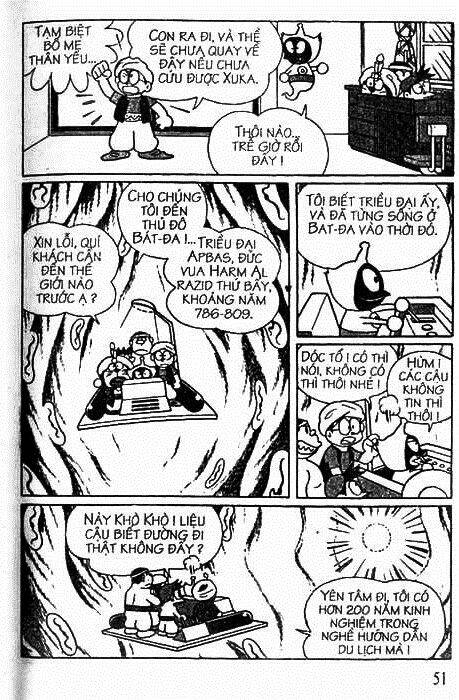 TẠM BIỆT
BỐ MẸ
THÂN YÊU...
CON RA ĐI, VÀ THỀ
SẼ CHƯA QUAY VỀ
ĐÂY NẾU CHƯA
CỨU ĐƯỢC XUKA.
THÔI NÀO...
TRỄ GIỜ RỒI
ĐẤY !
XIN LỖI, QUÍ
KHÁCH CẦN
ĐẾN THẾ
GIỚI NÀO
TRƯỚC Ạ ?
CHO CHÚNG
TÔI ĐẾN
THỦ ĐÔ
BÁT-ĐA !...
TRIỀU ĐẠI
APBAS, ĐỨC
VUA HARM AL
RAZID THỨ BẢY,
KHOẢNG NĂM
786-809.
TÔI BIẾT TRIỀU ĐẠI ẤY,
VÀ ĐÃ TỪNG SỐNG Ở
BAT-ĐA VÀO THỜI ĐÓ.
DÓC TỔ ! CÓ THÌ
NÓI, KHÔNG CÓ
THÌ THÔI NHÉ !
HỪM !
CÁC CẬU
KHÔNG
TIN THÌ
THÔI !
NÀY KHÒ KHÒ ! LIỆU
CẬU BIẾT ĐƯỜNG ĐI
THẬT KHÔNG ĐẤY ?
YÊN TÂM ĐI, TÔI CÓ
HƠN 200 NĂM KINH
NGHIỆM TRONG
NGHỀ HƯỚNG DẪN
DU LỊCH MÀ !
51